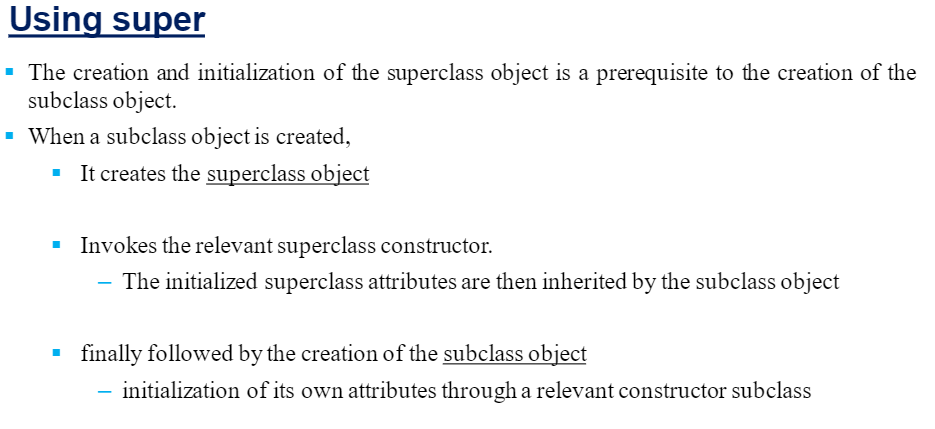 Using super
▪ The creation and initialization of the superclass object is a prerequisite to the creation of the
subclass object.
▪ When a subclass object is created,
▪ It creates the superclass object
▪ Invokes the relevant superclass constructor.
– The initialized superclass attributes are then inherited by the subclass object
▪ finally followed by the creation of the subclass object
– initialization of its own attributes through a relevant constructor subclass